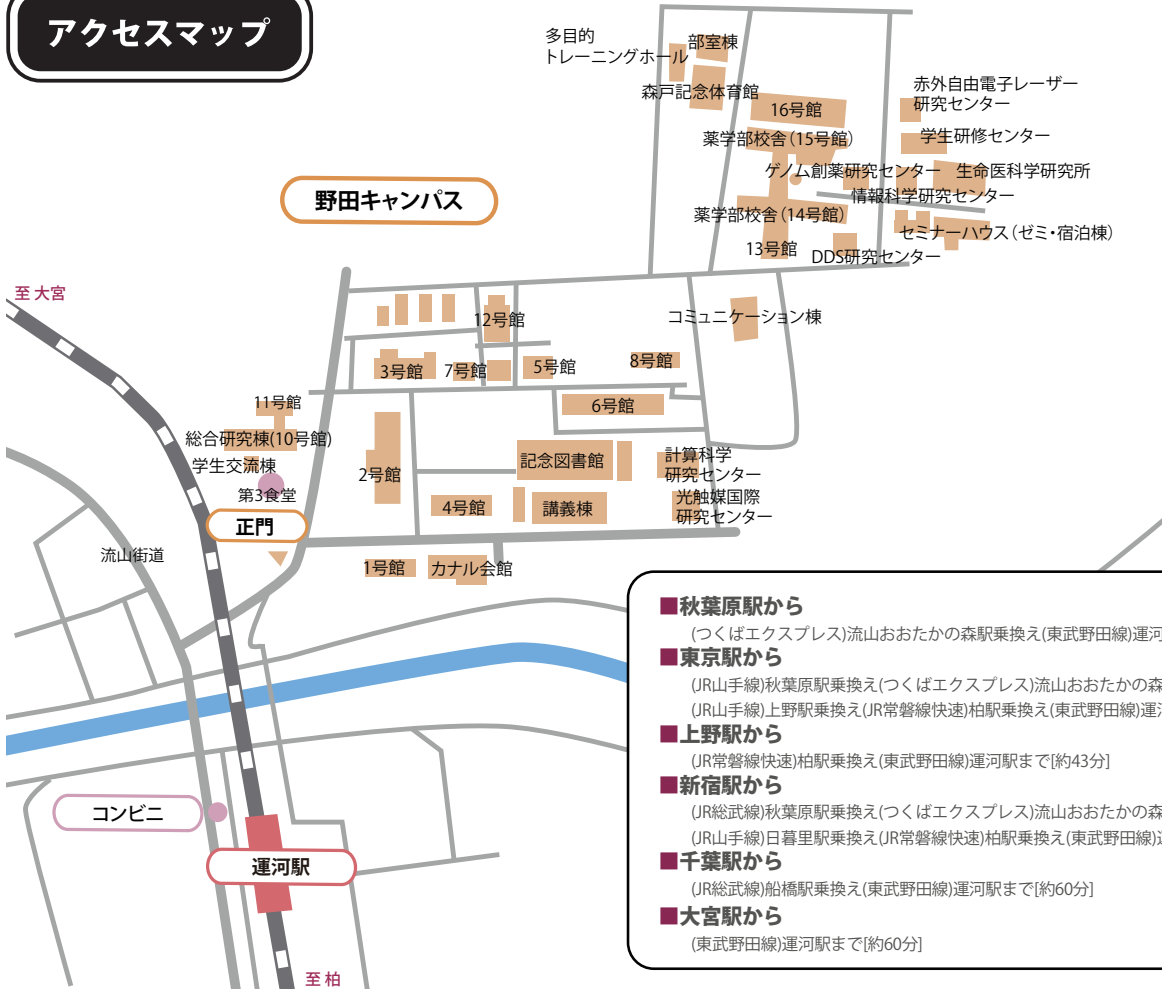 アクセスマップ
多目的
トレーニングホール
部室棟
森戸記念体育館
16号館
赤外自由電子レーザー
研究センター
薬学部校舎(15号館)
学生研修センター
ゲノム創薬研究センター
生命医科学研究所
情報科学研究センター
野田キャンパス
薬学部校舎(14号館)
セミナーハウス(ゼミ・宿泊棟)
13号館
DDS研究センター
至 大宮
12号館
コミュニケーション棟
3号館
7号館
5号館
8号館
11号館
6号館
総合研究棟(10号館)
学生交流棟
2号館
記念図書館
計算科学
研究センター
第3食堂
4号館
講義棟
光触媒国際
研究センター
正門
流山街道
1号館
カナル会館
コンビニ
運河駅
至 柏
■秋葉原駅から
(つくばエクスプレス)流山おおたかの森駅乗換え(東武野田線)運河
■東京駅から
(JR山手線)秋葉原駅乗換え(つくばエクスプレス)流山おおたかの森
(JR山手線)上野駅乗換え(JR常磐線快速)柏駅乗換え(東武野田線)運
■上野駅から
(JR常磐線快速)柏駅乗換え(東武野田線)運河駅まで[約43分]
■新宿駅から
(JR総武線)秋葉原駅乗換え(つくばエクスプレス)流山おおたかの森
(JR山手線)日暮里駅乗換え(JR常磐線快速)柏駅乗換え(東武野田線)
■千葉駅から
(JR総武線)船橋駅乗換え(東武野田線)運河駅まで[約60分]
■大宮駅から
(東武野田線)運河駅まで[約60分]